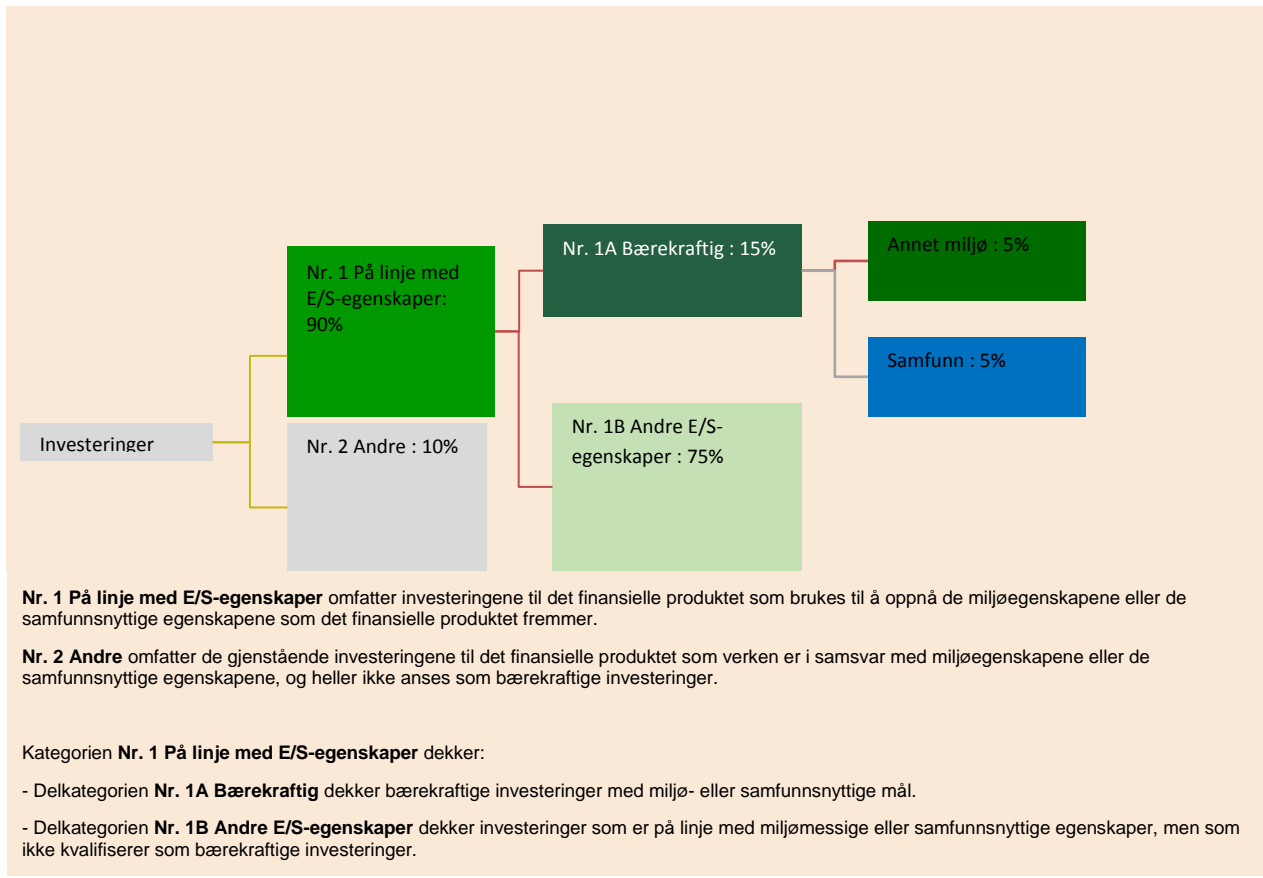 Nr. 1A Bærekraftig : 15%
Annet miljø : 5%
Nr. 1 På linje med
E/S-egenskaper:
90%
Samfunn : 5%
Nr. 1B Andre E/S-
egenskaper : 75%
Investeringer
Nr. 2 Andre : 10%
Nr. 1 På linje med E/S-egenskaper omfatter investeringene til det finansielle produktet som brukes til å oppnå de miljøegenskapene eller de
samfunnsnyttige egenskapene som det finansielle produktet fremmer.
Nr. 2 Andre omfatter de gjenstående investeringene til det finansielle produktet som verken er i samsvar med miljøegenskapene eller de
samfunnsnyttige egenskapene, og heller ikke anses som bærekraftige investeringer.
Kategorien Nr. 1 På linje med E/S-egenskaper dekker:
- Delkategorien Nr. 1A Bærekraftig dekker bærekraftige investeringer med miljø- eller samfunnsnyttige mål.
- Delkategorien Nr. 1B Andre E/S-egenskaper dekker investeringer som er på linje med miljømessige eller samfunnsnyttige egenskaper, men som
ikke kvalifiserer som bærekraftige investeringer.